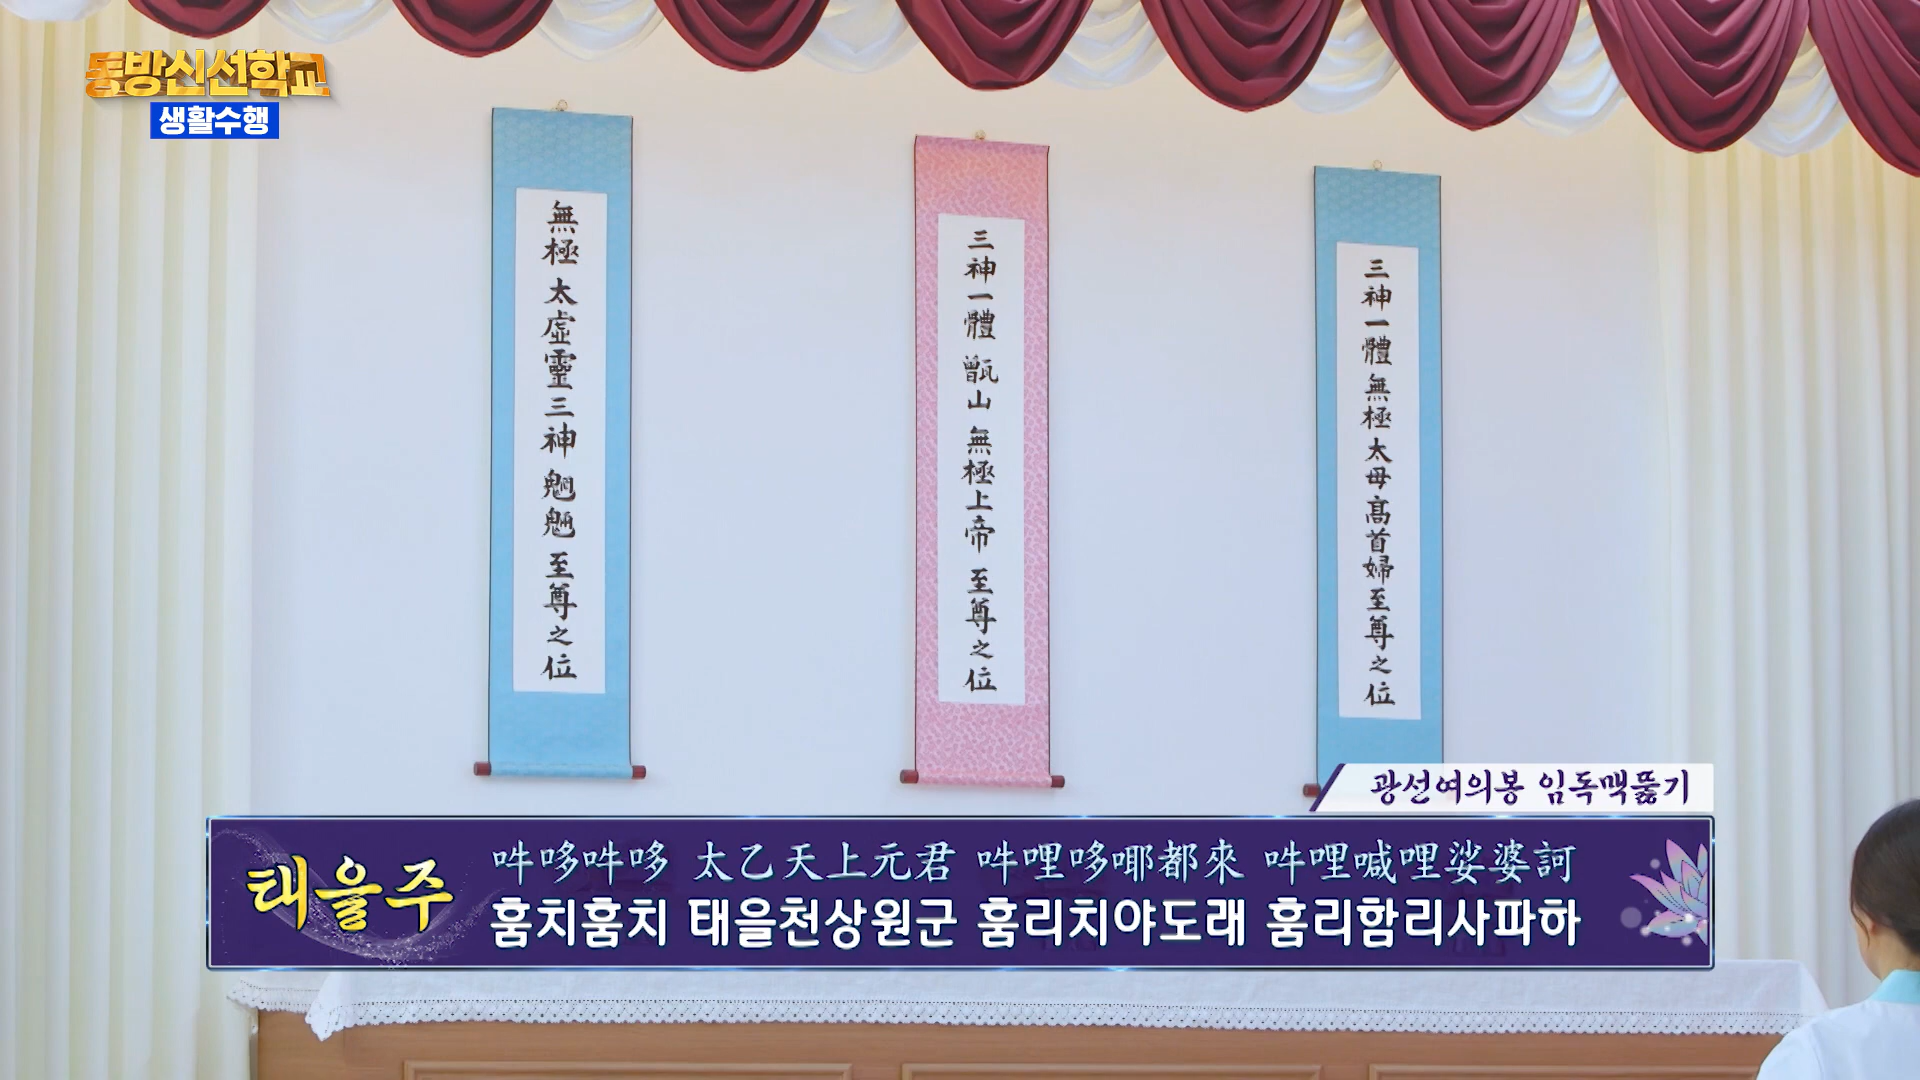 동방신선학교
생활수행
無極 太虛靈三神 魍魎 至尊之位
三神一體 甑山 無極上帝 至尊之位
三神一體無極太母高首婦至尊之位
광선여의봉 임독맥뚫기
태을주
吽哆吽哆 太乙天上元君 吽哩哆㖿都來 吽哩喊哩娑婆訶
훔치훔치 태을천상원군 훔리치야도래 훔리함리사파하